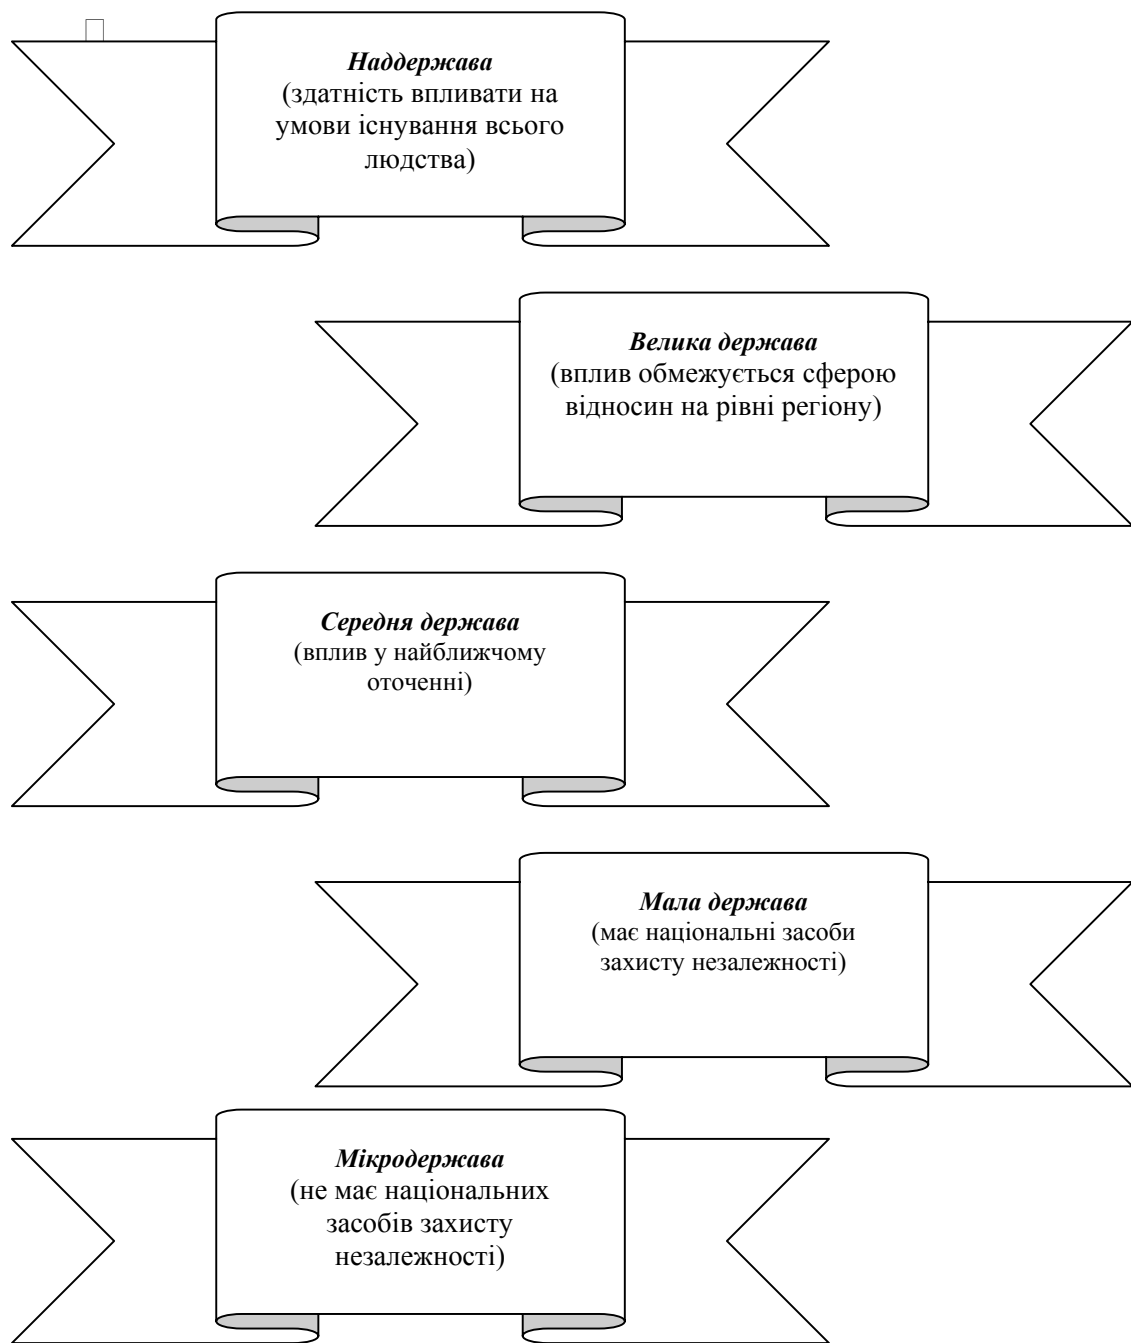 Наддержава
(здатність впливати на
умови існування всього
людства)
Велика держава
(вплив обмежується сферою
відносин на рівні регіону)
Середня держава
(вплив у найближчому
оточенні)
Мала держава
(має національні засоби
захисту незалежності)
Мікродержава
(не має національних
засобів захисту
незалежності)